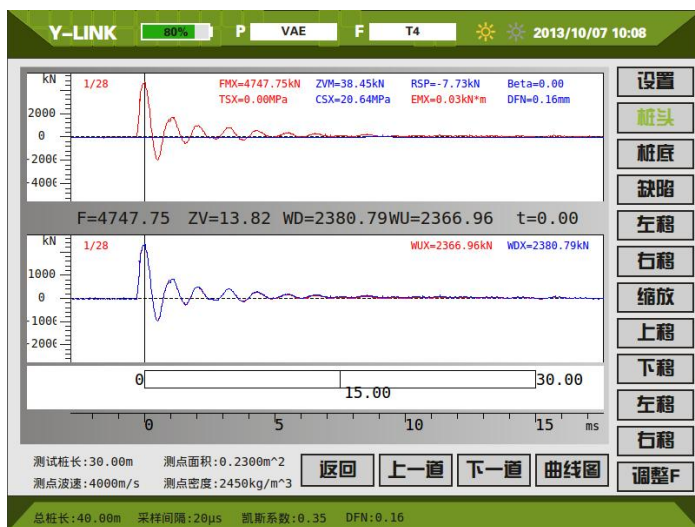 Y-LINK 80% P VAE F T4 2013/10/07 10:08
kN 1/28 FMX=4747.75kN ZVM=38.45kN RSP=-7.73kN Beta=0.00
TSX=0.00MPa CSX=20.64MPa EMX=0.03kN*m DFN=0.16mm
2000
0
-2000
-4000
F=4747.75 ZV=13.82 WD=2380.79WU=2366.96 t=0.00
kN 1/28 WUX=2366.96kN WDX=2380.79kN
1000
0
-1000
-2000
0 30.00
15.00
0 5 10 15 ms
测试桩长:30.00m 测点面积:0.2300m^2
测点波速:4000m/s 测点密度:2450kg/m^3
返回 上一道 下一道 曲线图
总桩长:40.00m 采样间隔:20μs 凯斯系数:0.35 DFN:0.16
设置
桩头
桩底
缺陷
左移
右移
缩放
上移
下移
左移
右移
调整F